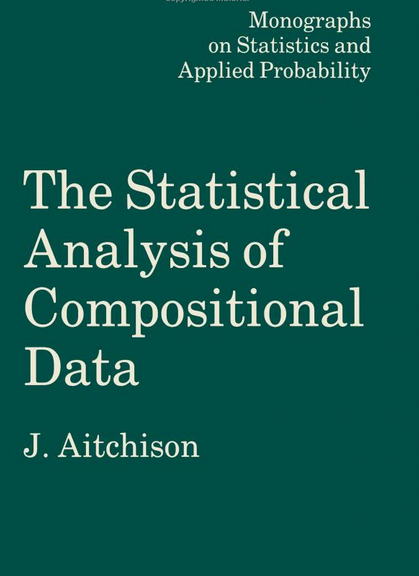 Monographs
on Statistics and
Applied Probability
The Statistical
Analysis of
Compositional
Data
J. Aitchison